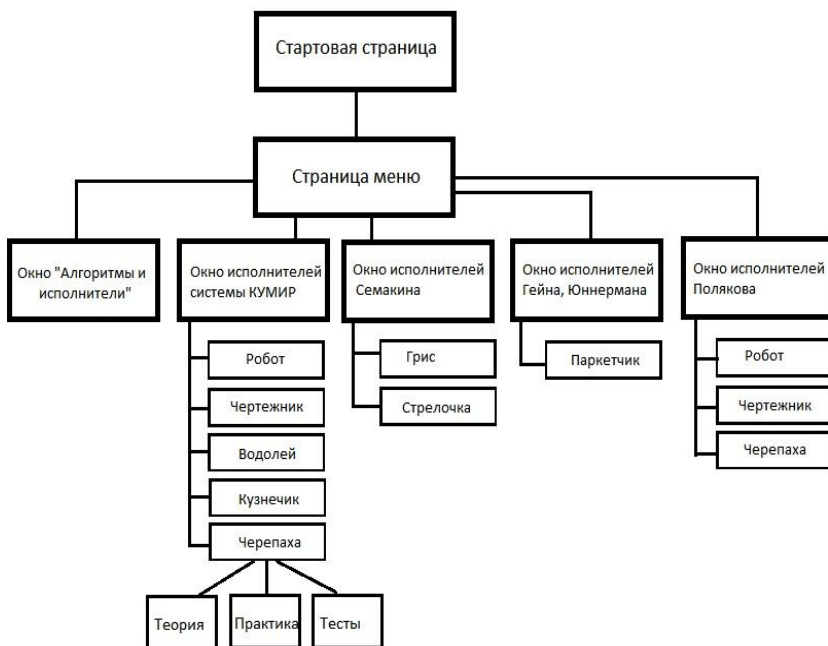 Стартовая страница
Страница меню
Окно "Алгоритмы и
исполнители"
Окно исполнителей
системы КУМИР
Робот
Чертежник
Водолей
Кузнечик
Черепаха
Теория
Практика
Тесты
Окно исполнителей
Семакина
Грис
Стрелочка
Окно исполнителей
Гейна, Юннермана
Паркетчик
Окно исполнителей
Полякова
Робот
Чертежник
Черепаха